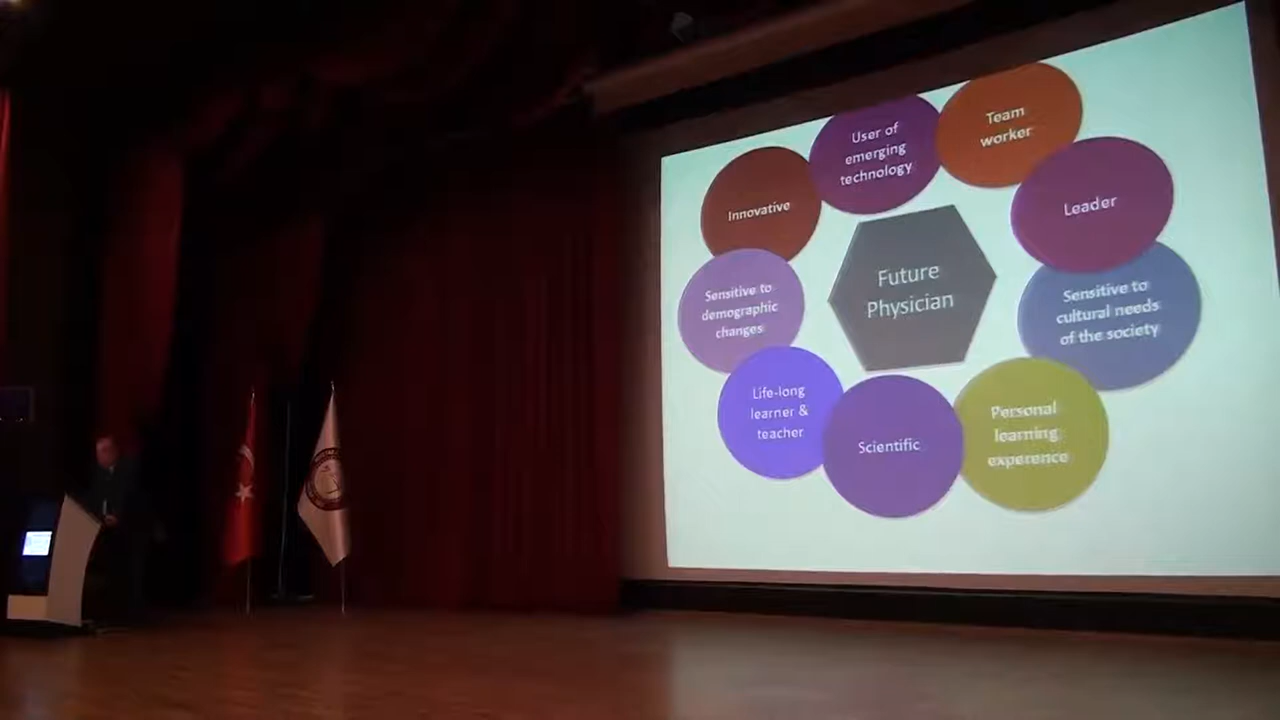 User of
emerging
technology
Team
worker
Innovative
Leader
Future
Physician
Sensitive to
demographic
changes
Sensitive to
cultural needs
of the society
Life-long
learner &
teacher
Scientific
Personal
learning
experence